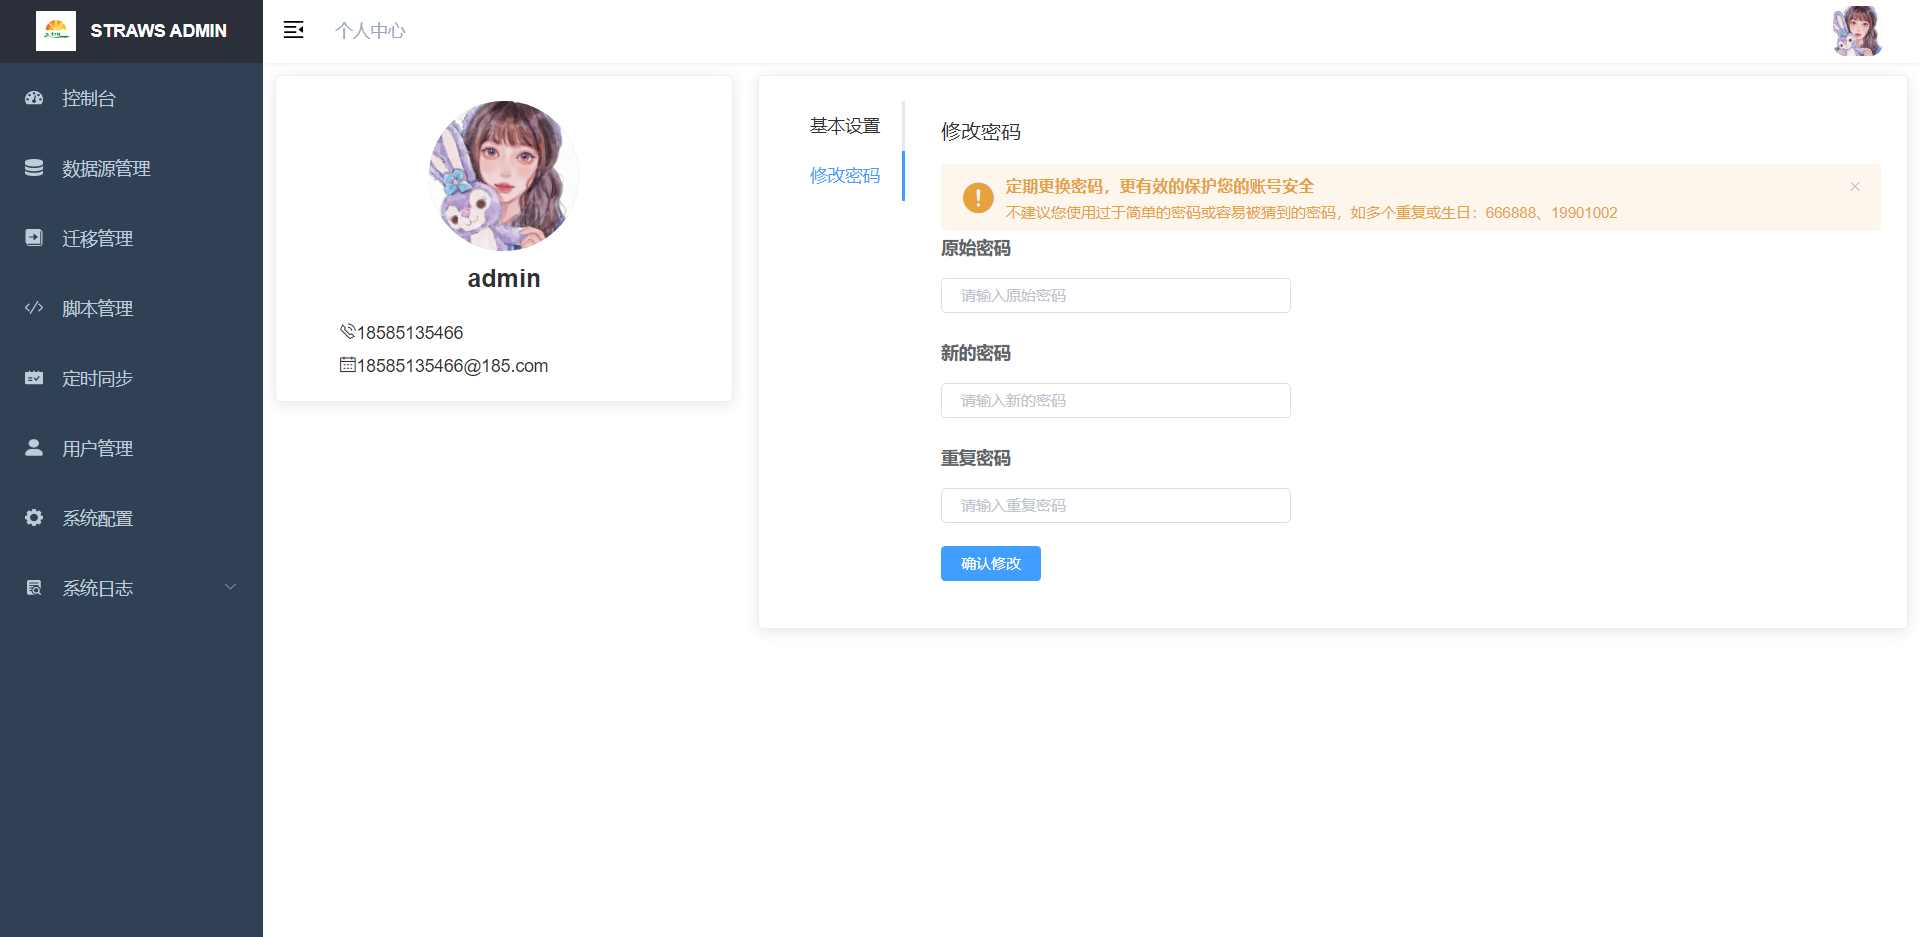 STRAWS ADMIN
控制台
数据源管理
迁移管理
脚本管理
定时同步
用户管理
系统配置
系统日志
个人中心
admin
18585135466
18585135466@185.com
基本设置
修改密码
修改密码
定期更换密码，更有效的保护您的账号安全
不建议您使用过于简单的密码或容易被猜到的密码，如多个重复或生日：666888、19901002
原始密码
请输入原始密码
新的密码
请输入新的密码
重复密码
请输入重复密码
确认修改